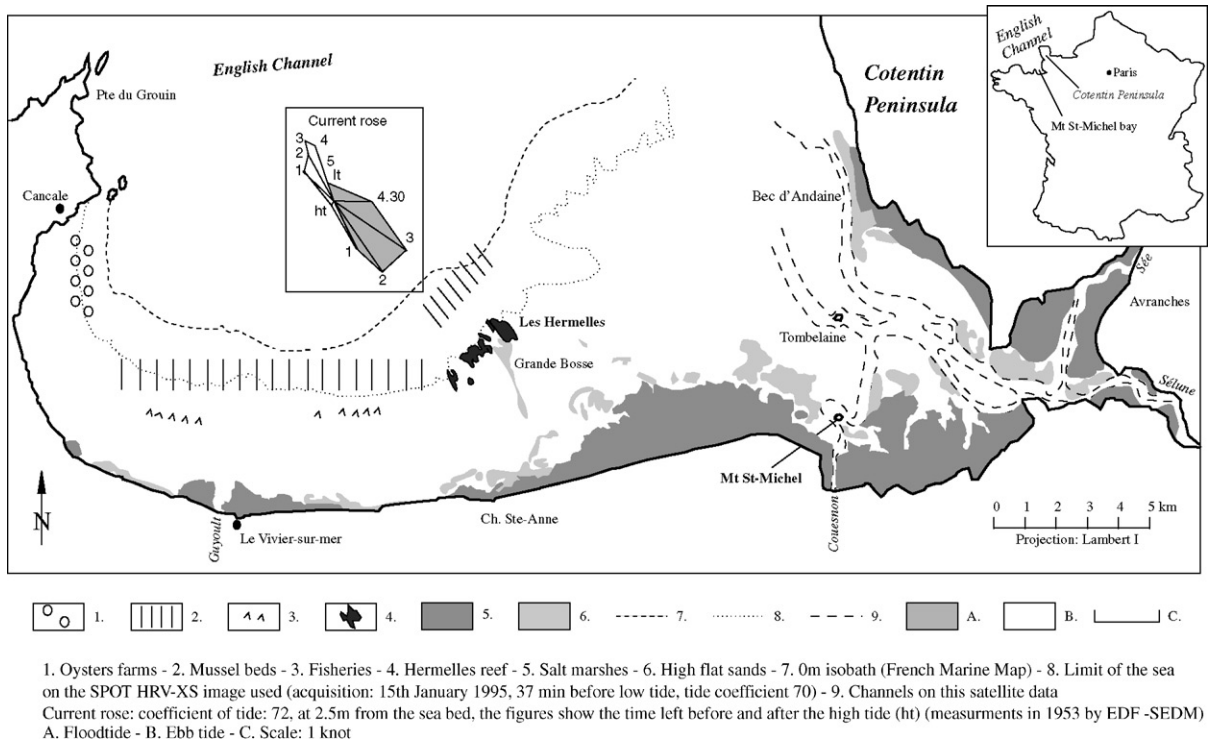 English Channel
Pte du Grouin
Cotentin
Peninsula
English
Channel
Paris
Cotentin Peninsula
Mt St-Michel bay
Current rose
3
4
2
5
1
lt
4.30
ht
1
3
2
Cancale
Bec d'Andaine
Sée
Avranches
Les Hermelles
Tombelaine
Grande Bosse
Sélune
Mt St-Michel
N
Ch. Ste-Anne
Guyoult
Le Vivier-sur-mer
Couesnon
0 1 2 3 4 5 km
Projection: Lambert I
1. 2. 3. 4. 5. 6. 7. 8. 9. A. B. C.
1. Oysters farms - 2. Mussel beds - 3. Fisheries - 4. Hermelles reef - 5. Salt marshes - 6. High flat sands - 7. 0m isobath (French Marine Map) - 8. Limit of the sea
on the SPOT HRV-XS image used (acquisition: 15th January 1995, 37 min before low tide, tide coefficient 70) - 9. Channels on this satellite data
Current rose: coefficient of tide: 72, at 2.5m from the sea bed, the figures show the time left before and after the high tide (ht) (measurments in 1953 by EDF -SEDM)
A. Floodtide - B. Ebb tide - C. Scale: 1 knot